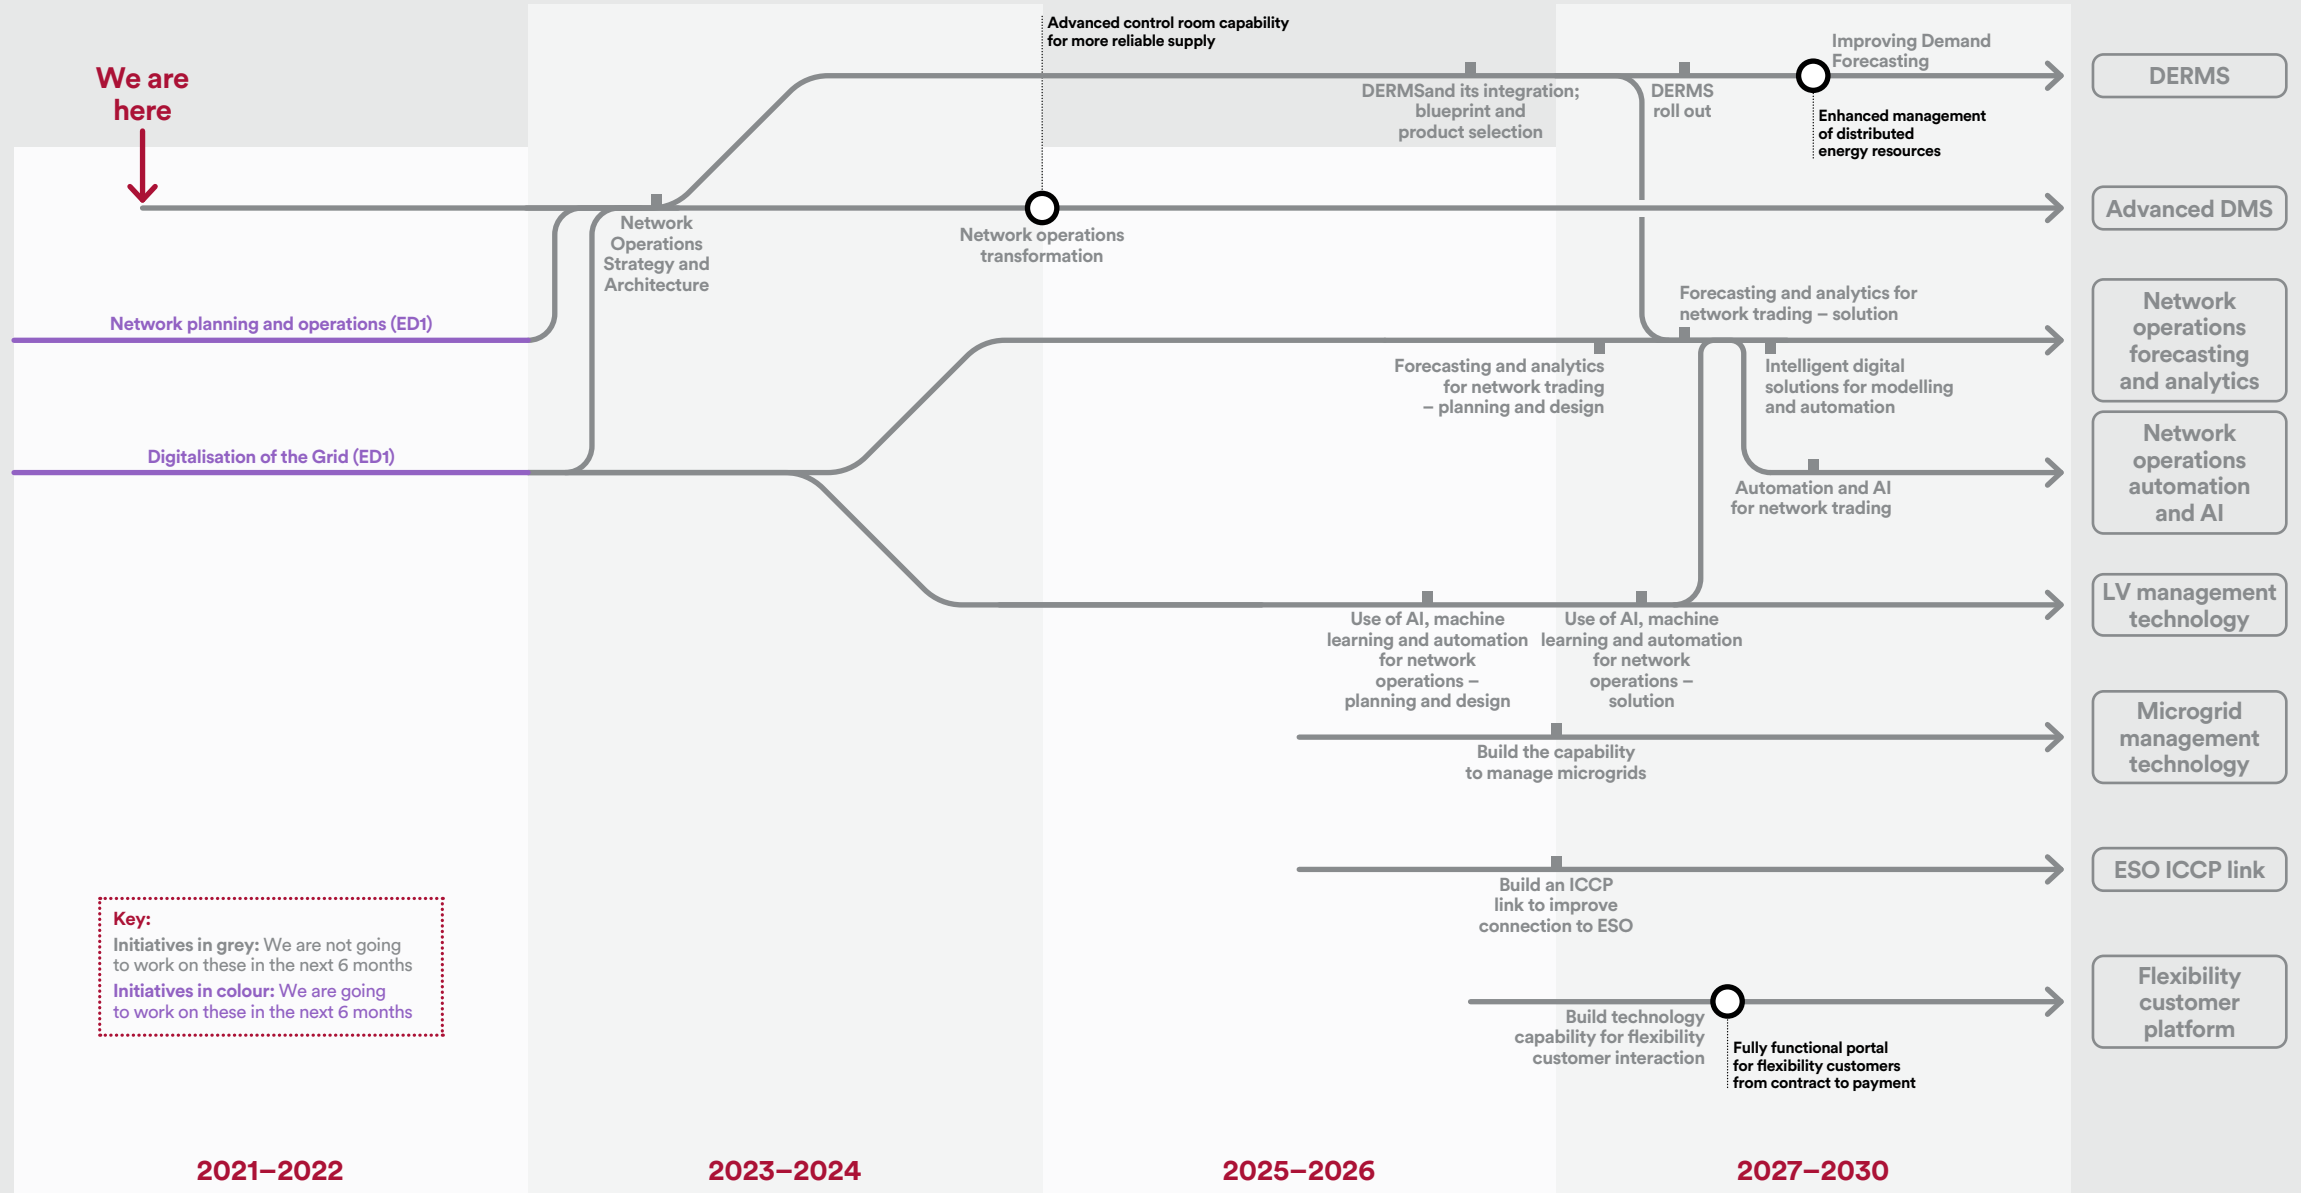 Advanced control room capability
for more reliable supply
We are
here
Improving Demand
Forecasting
DERMS
DERMSand its integration;
blueprint and
product selection
DERMS
roll out
Enhanced management
of distributed
energy resources
Network
Operations
Strategy and
Architecture
Network operations
transformation
Advanced DMS
Network planning and operations (ED1)
Forecasting and analytics for
network trading – solution
Forecasting and analytics
for network trading
– planning and design
Intelligent digital
solutions for modelling
and automation
Network
operations
forecasting
and analytics
Digitalisation of the Grid (ED1)
Automation and AI
for network trading
Network
operations
automation
and AI
Use of AI, machine
learning and automation
for network
operations –
planning and design
Use of AI, machine
learning and automation
for network
operations –
solution
LV management
technology
Build the capability
to manage microgrids
Microgrid
management
technology
Build an ICCP
link to improve
connection to ESO
ESO ICCP link
Key:
Initiatives in grey: We are not going
to work on these in the next 6 months
Initiatives in colour: We are going
to work on these in the next 6 months
Build technology
capability for flexibility
customer interaction
Fully functional portal
for flexibility customers
from contract to payment
Flexibility
customer
platform
2021–2022
2023–2024
2025–2026
2027–2030